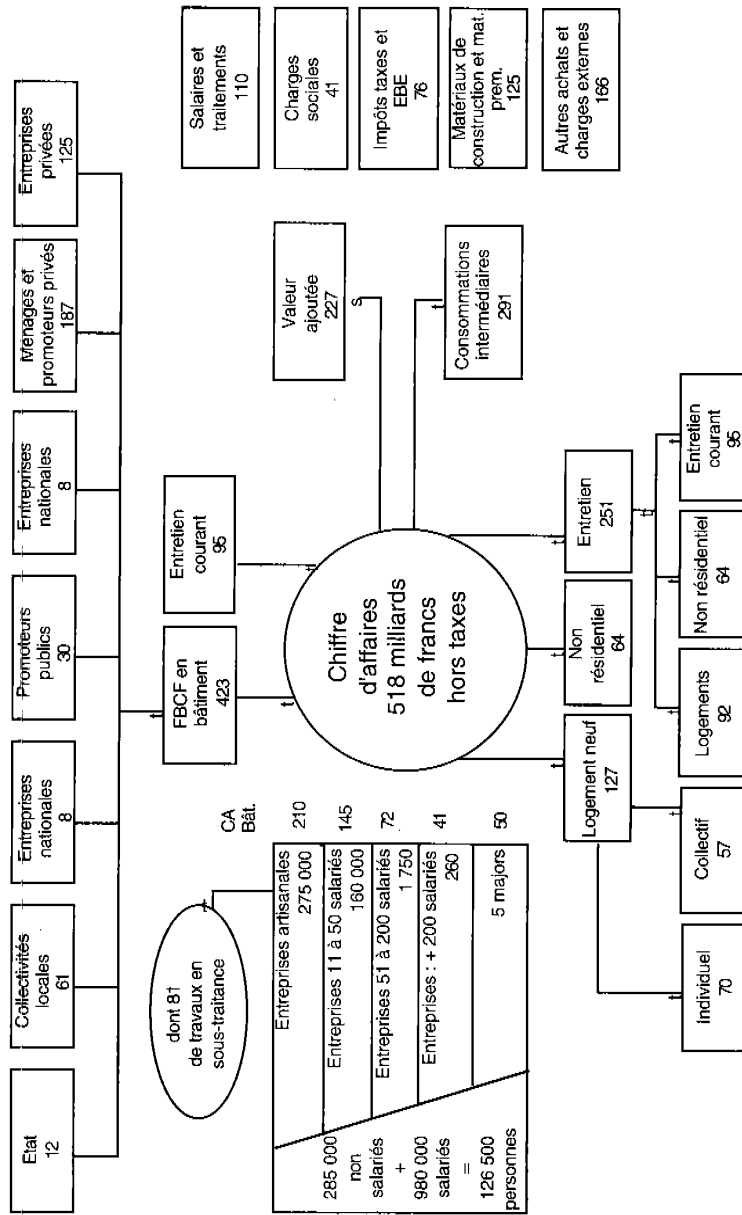 Etat
12
Collectivités
locales
61
Entreprises
nationales
8
Promoteurs
publics
30
Entreprises
nationales
8
Ménages et
promoteurs privés
187
Entreprises
privées
125
FBCF en
bâtiment
423
Entretien
courant
95
dont 81
de travaux en
sous-traitance
CA
Bât.
Entreprises artisanales
275 000
210
Entreprises 11 à 50 salariés
160 000
145
Entreprises 51 à 200 salariés
1 750
72
Entreprises : + 200 salariés
260
41
5 majors
50
285 000
non
salariés
+
980 000
salariés
=
126 500
personnes
Chiffre
d'affaires
518 milliards
de francs
hors taxes
Valeur
ajoutée
227
s
Consommations
intermédiaires
291
Salaires et
traitements
110
Charges
sociales
41
Impôts taxes et
EBE
76
Matériaux de
construction et mat.
prem.
125
Autres achats et
charges externes
166
Logement neuf
127
Non
résidentiel
64
Entretien
251
Individuel
70
Collectif
57
Logements
92
Non résidentiel
64
Entretien
courant
95